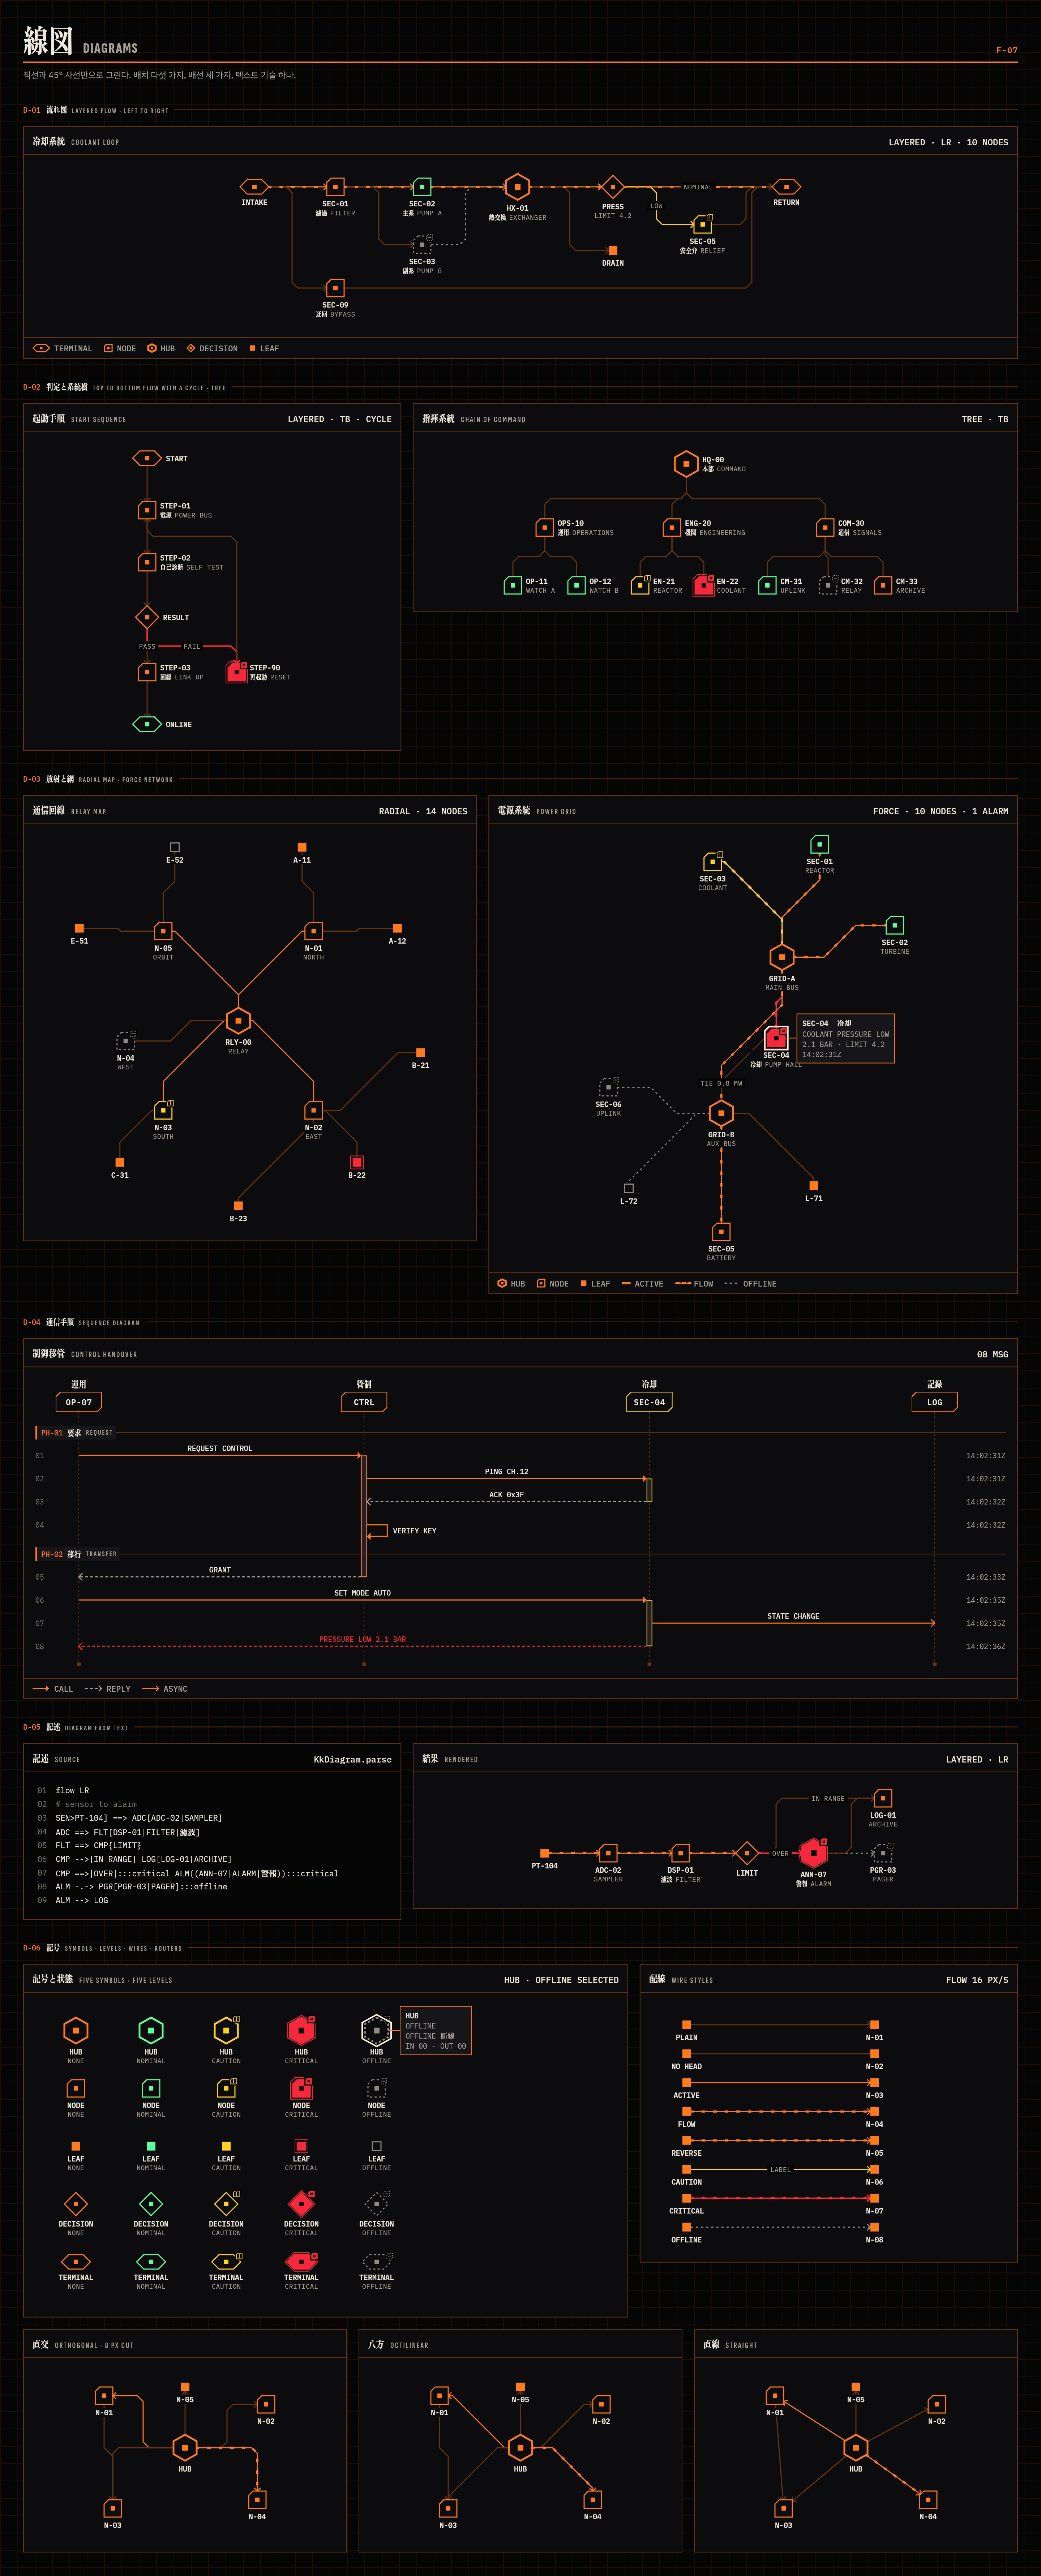 線図 DIAGRAMS
F-07
직선과 45° 사선만으로 그린다. 배치 다섯 가지, 배선 세 가지, 텍스트 기술 하나.
D-01 流れ図 LAYERED FLOW · LEFT TO RIGHT
冷却系統 COOLANT LOOP
LAYERED · LR · 10 NODES
INTAKE
SEC-01
濾過 FILTER
SEC-02
主系 PUMP A
HX-01
熱交換 EXCHANGER
PRESS
LIMIT 4.2
NOMINAL
RETURN
LOW
SEC-03
副系 PUMP B
DRAIN
SEC-05
安全弁 RELIEF
SEC-09
迂回 BYPASS
TERMINAL NODE HUB DECISION LEAF
D-02 判定と系統樹 TOP TO BOTTOM FLOW WITH A CYCLE · TREE
起動手順 START SEQUENCE
LAYERED · TB · CYCLE
START
STEP-01
電源 POWER BUS
STEP-02
自己診断 SELF TEST
RESULT
PASS
FAIL
STEP-03
回線 LINK UP
STEP-90
再起動 RESET
ONLINE
指揮系統 CHAIN OF COMMAND
TREE · TB
HQ-00
本部 COMMAND
OPS-10
運用 OPERATIONS
ENG-20
機関 ENGINEERING
COM-30
通信 SIGNALS
OP-11
WATCH A
OP-12
WATCH B
EN-21
REACTOR
EN-22
COOLANT
CM-31
UPLINK
CM-32
RELAY
CM-33
ARCHIVE
D-03 放射と網 RADIAL MAP · FORCE NETWORK
通信回線 RELAY MAP
RADIAL · 14 NODES
E-52
A-11
E-51
N-05
ORBIT
N-01
NORTH
A-12
RLY-00
RELAY
N-04
WEST
B-21
N-03
SOUTH
N-02
EAST
C-31
B-22
B-23
電源系統 POWER GRID
FORCE · 10 NODES · 1 ALARM
SEC-01
REACTOR
SEC-03
COOLANT
SEC-02
TURBINE
GRID-A
MAIN BUS
SEC-04 冷却
COOLANT PRESSURE LOW
2.1 BAR · LIMIT 4.2
14:02:31Z
SEC-04
冷却 PUMP HALL
TIE 0.8 MW
SEC-06
UPLINK
GRID-B
AUX BUS
L-72
L-71
SEC-05
BATTERY
HUB NODE LEAF ACTIVE FLOW OFFLINE
D-04 通信手順 SEQUENCE DIAGRAM
制御移管 CONTROL HANDOVER
08 MSG
運用
OP-07
管制
CTRL
冷却
SEC-04
記録
LOG
PH-01 要求 REQUEST
01 REQUEST CONTROL 14:02:31Z
02 PING CH.12 14:02:31Z
03 ACK 0x3F 14:02:32Z
04 VERIFY KEY 14:02:32Z
PH-02 移行 TRANSFER
05 GRANT 14:02:33Z
06 SET MODE AUTO 14:02:35Z
07 STATE CHANGE 14:02:35Z
08 PRESSURE LOW 2.1 BAR 14:02:36Z
CALL REPLY ASYNC
D-05 記述 DIAGRAM FROM TEXT
記述 SOURCE
KkDiagram.parse
01 flow LR
02 # sensor to alarm
03 SEN>PT-104] ==> ADC[ADC-02|SAMPLER]
04 ADC ==> FLT[DSP-01|FILTER|濾波]
05 FLT ==> CMP{LIMIT}
06 CMP -->|IN RANGE| LOG[LOG-01|ARCHIVE]
07 CMP ==>|OVER|:::critical ALM((ANN-07|ALARM|警報)):::critical
08 ALM -.-> PGR[PGR-03|PAGER]:::offline
09 ALM --> LOG
結果 RENDERED
LAYERED · LR
IN RANGE
LOG-01
ARCHIVE
PT-104
ADC-02
SAMPLER
DSP-01
濾波 FILTER
LIMIT
OVER
ANN-07
警報 ALARM
PGR-03
PAGER
D-06 記号 SYMBOLS · LEVELS · WIRES · ROUTERS
記号と状態 FIVE SYMBOLS · FIVE LEVELS
HUB · OFFLINE SELECTED
HUB
OFFLINE
OFFLINE 断線
IN 00 · OUT 00
HUB HUB HUB HUB HUB
NONE NOMINAL CAUTION CRITICAL OFFLINE
NODE NODE NODE NODE NODE
NONE NOMINAL CAUTION CRITICAL OFFLINE
LEAF LEAF LEAF LEAF LEAF
NONE NOMINAL CAUTION CRITICAL OFFLINE
DECISION DECISION DECISION DECISION DECISION
NONE NOMINAL CAUTION CRITICAL OFFLINE
TERMINAL TERMINAL TERMINAL TERMINAL TERMINAL
NONE NOMINAL CAUTION CRITICAL OFFLINE
配線 WIRE STYLES
FLOW 16 PX/S
PLAIN N-01
NO HEAD N-02
ACTIVE N-03
FLOW N-04
REVERSE N-05
LABEL
CAUTION N-06
CRITICAL N-07
OFFLINE N-08
直交 ORTHOGONAL · 8 PX CUT
N-01
N-05
N-02
HUB
N-03
N-04
八方 OCTILINEAR
N-01
N-05
N-02
HUB
N-03
N-04
直線 STRAIGHT
N-01
N-05
N-02
HUB
N-03
N-04